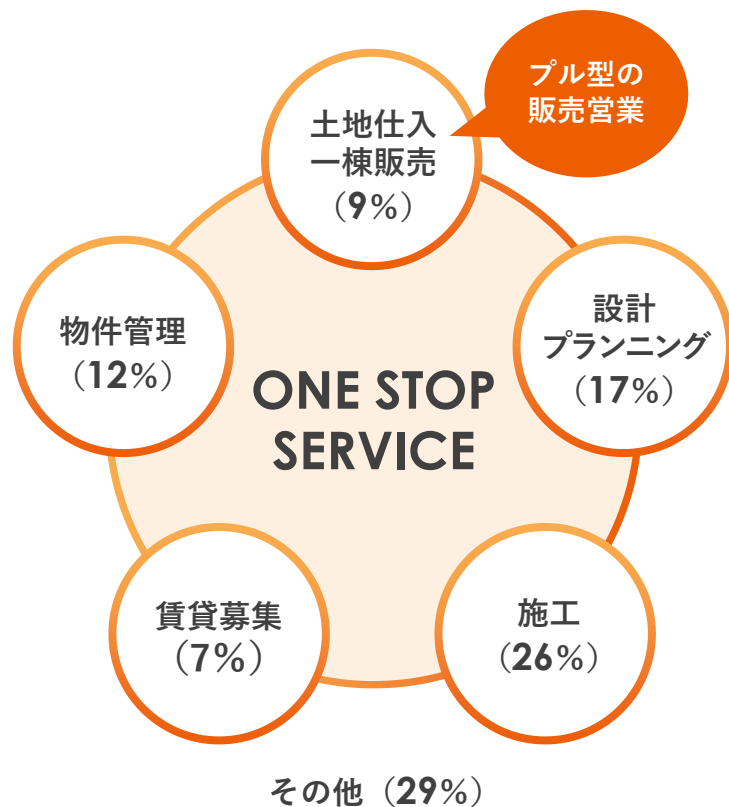 プル型の
販売営業
土地仕入
一棟販売
（9%）
設計
プランニング
（17%）
物件管理
（12%）
ONE STOP
SERVICE
賃貸募集
（7%）
施工
（26%）
その他（29%）